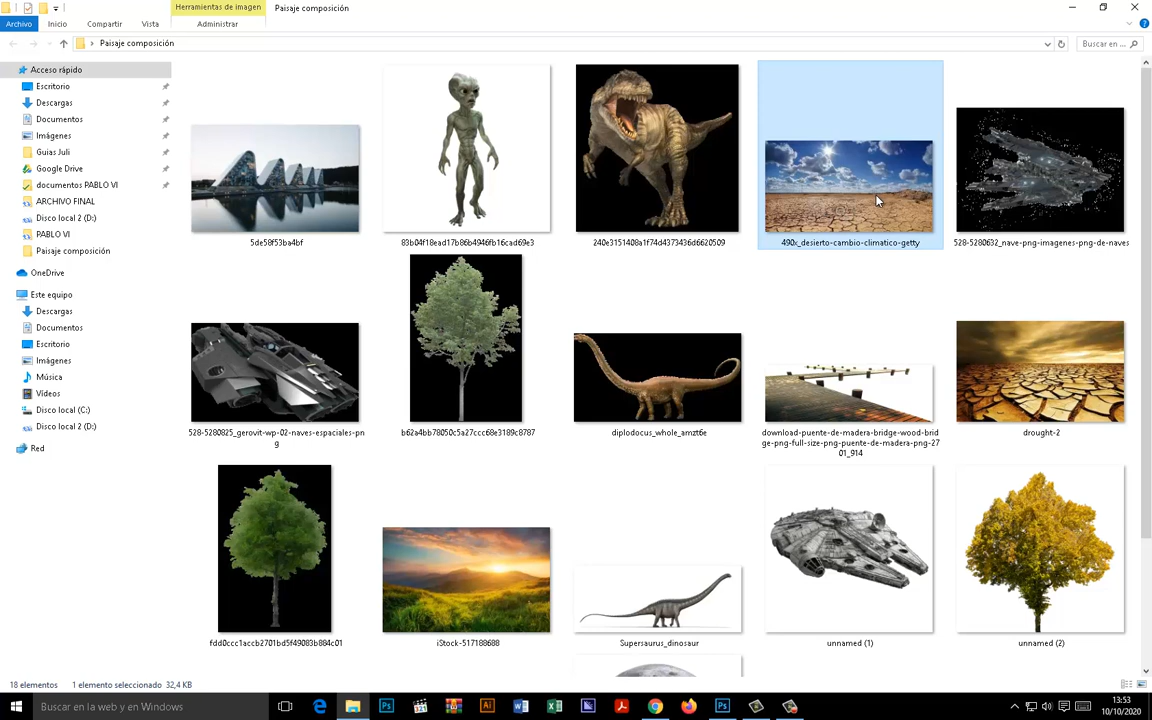 Herramientas de imagen
Paisaje composición
Archivo
Inicio
Compartir
Vista
Administrar
Paisaje composición
Buscar en ...
Acceso rápido
Escritorio
Descargas
Documentos
Imágenes
Guias Juli
Google Drive
documentos PABLO VI
ARCHIVO FINAL
Disco local 2 (D:)
PABLO VI
Paisaje composición
OneDrive
Este equipo
Descargas
Documentos
Escritorio
Imágenes
Música
Vídeos
Disco local (C:)
Disco local 2 (D:)
Red
5de58f53ba4bf
83b04f18ead17b86b4946fb16cad69e3
240e3151408a1f74d4373436d6620509
490x_desierto-cambio-climatico-getty
528-5280632_nave-png-imagenes-png-de-naves
528-5280825_gerovit-wp-02-naves-espaciales-pn
g
b62a4bb78050c5a27ccc68e3189c8787
diplodocus_whole_amzt6e
download-puente-de-madera-bridge-wood-brid
ge-png-full-size-png-puente-de-madera-png-27
01_914
drought-2
fdd0ccc1accb2701bd5f49083b884c01
iStock-517188688
Supersaurus_dinosaur
unnamed (1)
unnamed (2)
18 elementos
1 elemento seleccionado 32,4 KB
Buscar en la web y en Windows
13:53
10/10/2020